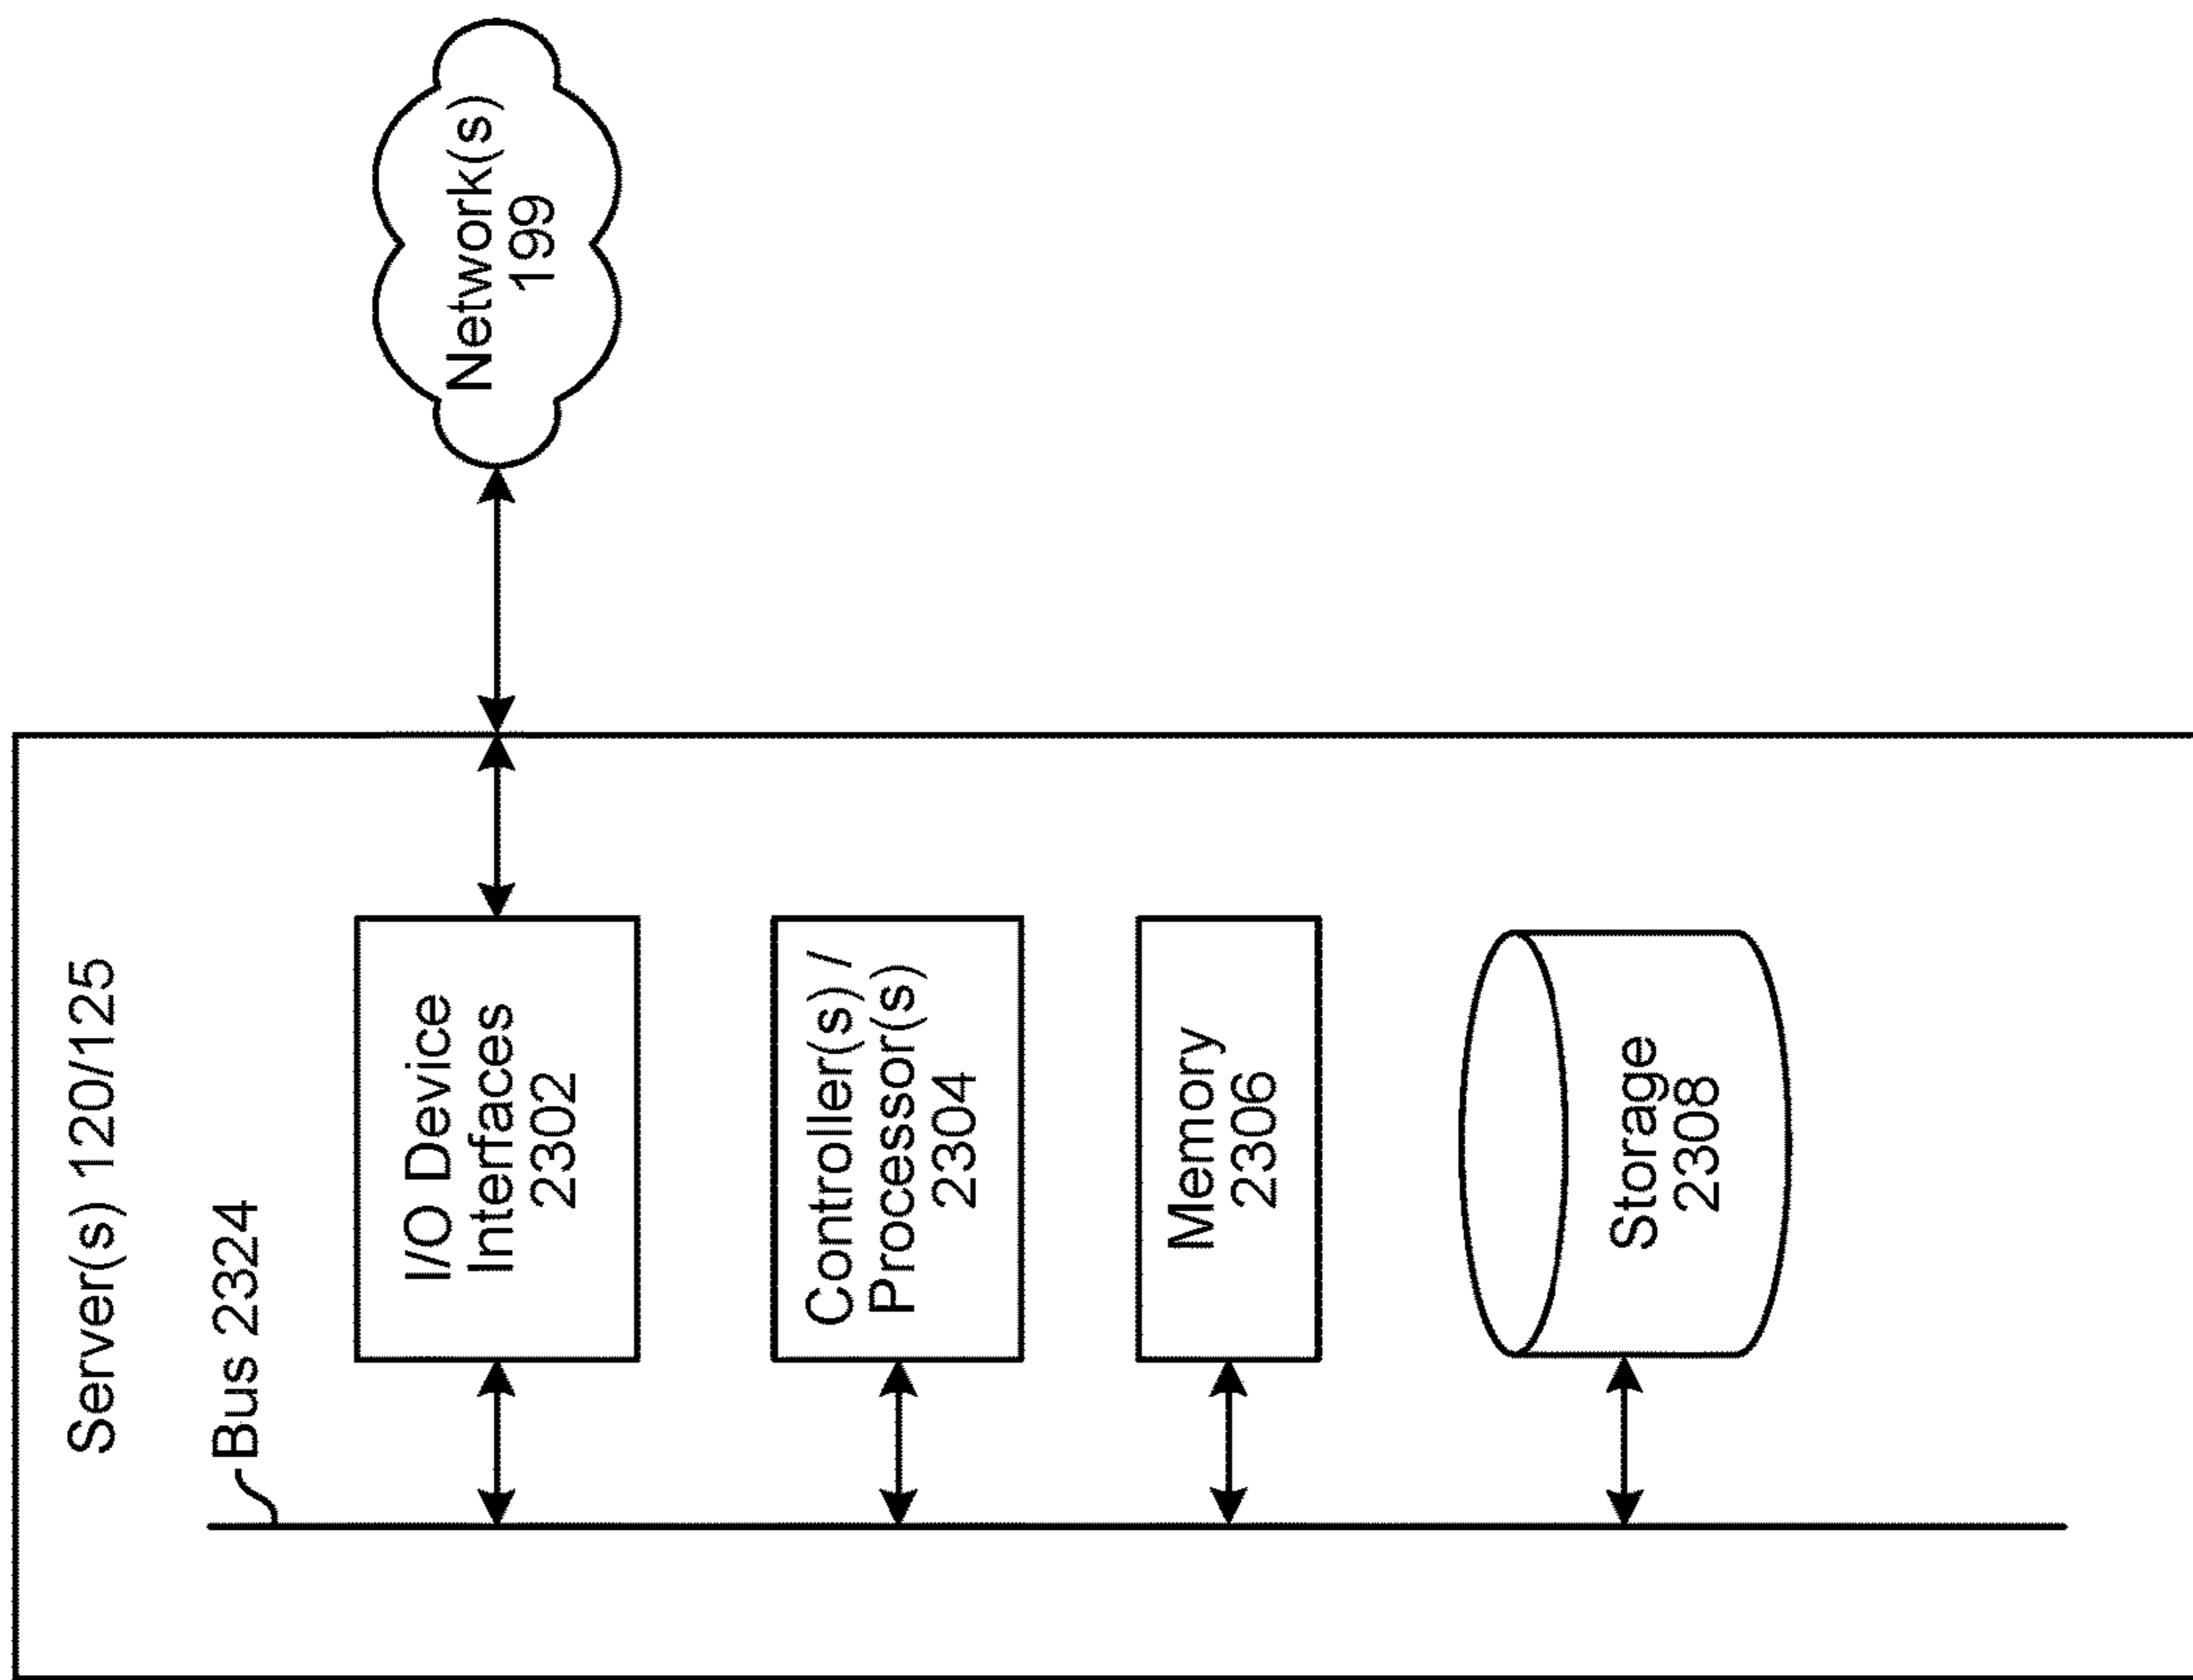 Server(s) 120/125
Bus 2324
I/O Device
Interfaces
2302
Network(s)
199
Controller(s) /
Processor(s)
2304
Memory
2306
Storage
2308